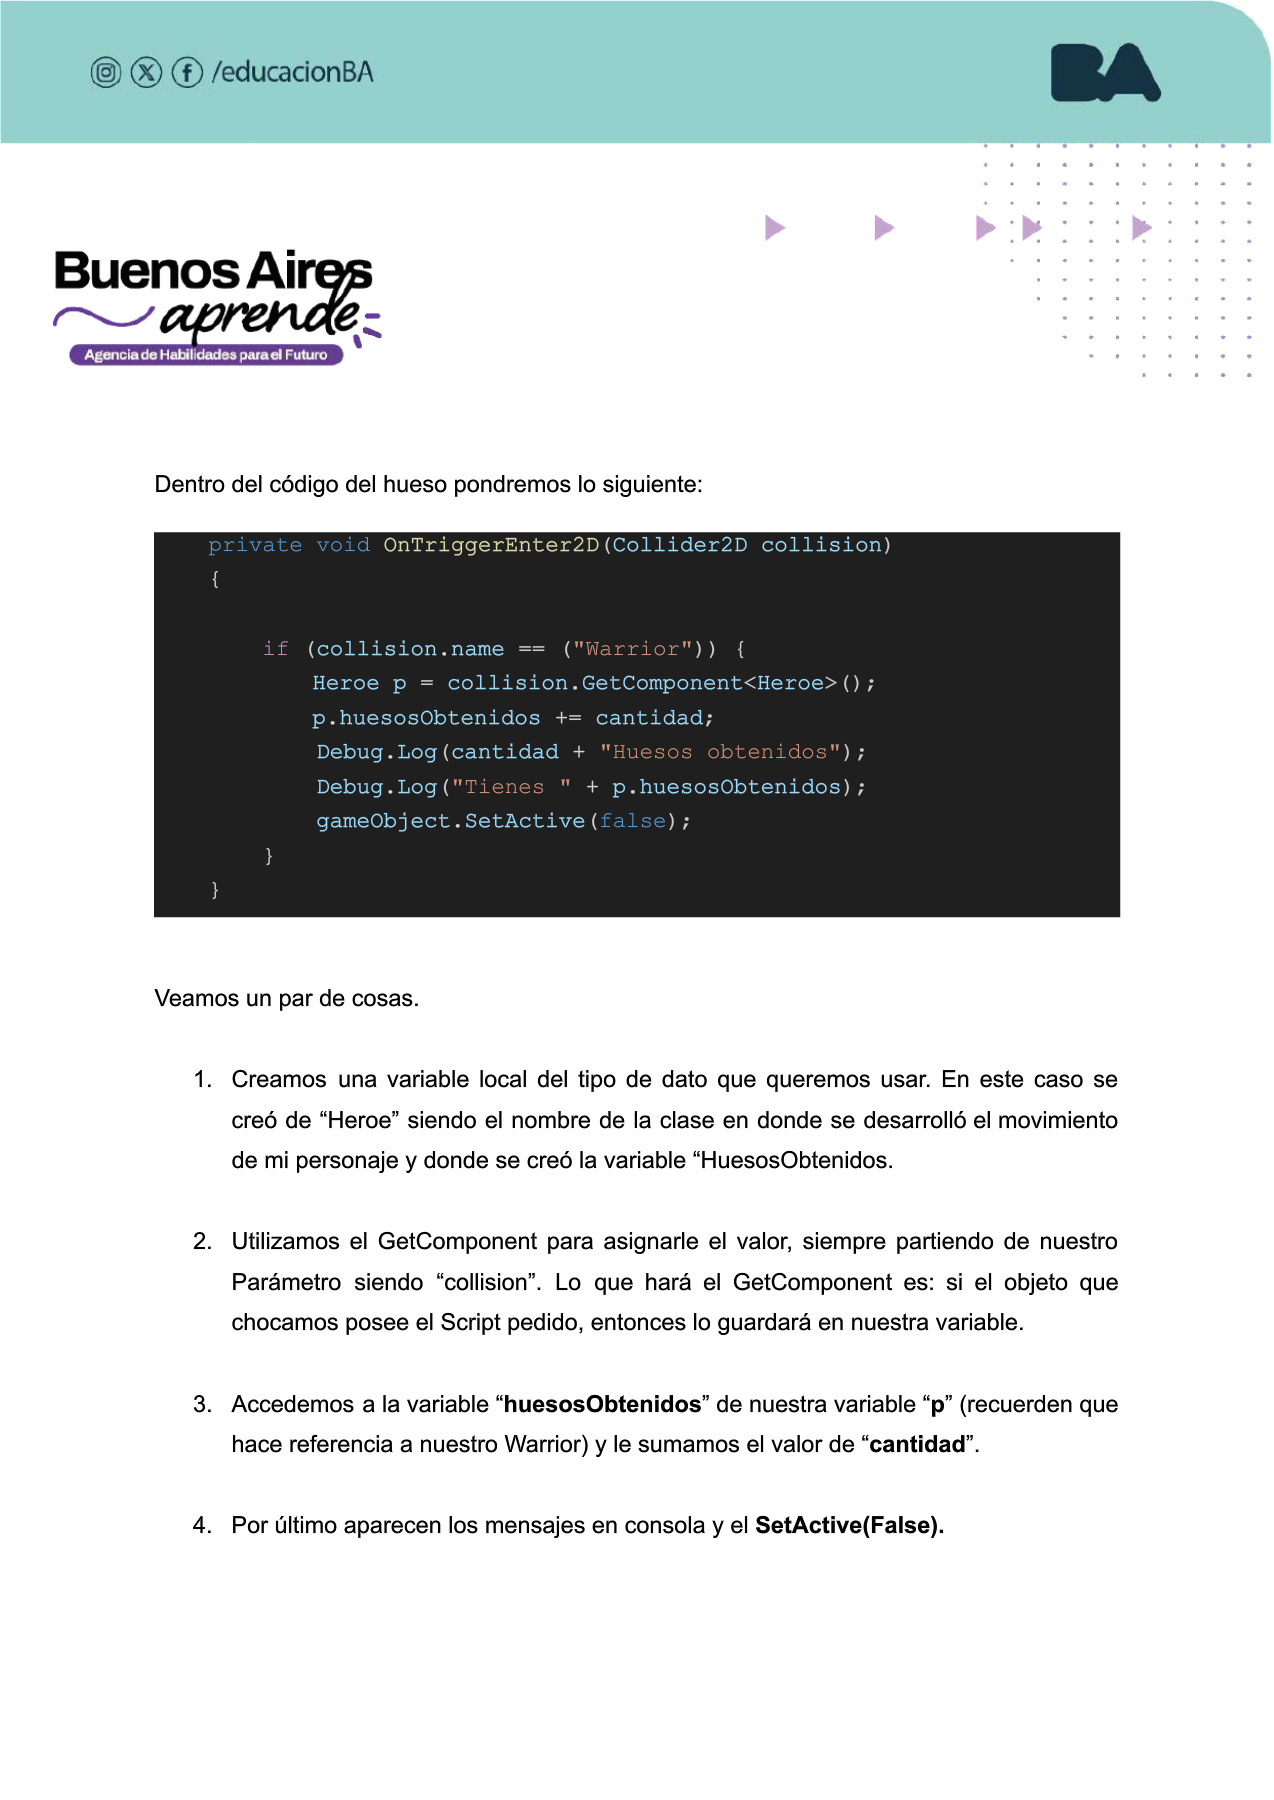 /educacionBA
BA
Buenos Aires
aprende
Agencia de Habilidades para el Futuro
Dentro del código del hueso pondremos lo siguiente:
private void OnTriggerEnter2D(Collider2D collision)
{
if (collision.name == ("Warrior")) {
Heroe p = collision.GetComponent<Heroe>();
p.huesosObtenidos += cantidad;
Debug.Log(cantidad + "Huesos obtenidos");
Debug.Log("Tienes " + p.huesosObtenidos);
gameObject.SetActive(false);
}
}
Veamos un par de cosas.
1. Creamos una variable local del tipo de dato que queremos usar. En este caso se
creó de “Heroe” siendo el nombre de la clase en donde se desarrolló el movimiento
de mi personaje y donde se creó la variable “HuesosObtenidos.
2. Utilizamos el GetComponent para asignarle el valor, siempre partiendo de nuestro
Parámetro siendo “collision”. Lo que hará el GetComponent es: si el objeto que
chocamos posee el Script pedido, entonces lo guardará en nuestra variable.
3. Accedemos a la variable “huesosObtenidos” de nuestra variable “p” (recuerden que
hace referencia a nuestro Warrior) y le sumamos el valor de “cantidad”.
4. Por último aparecen los mensajes en consola y el SetActive(False).